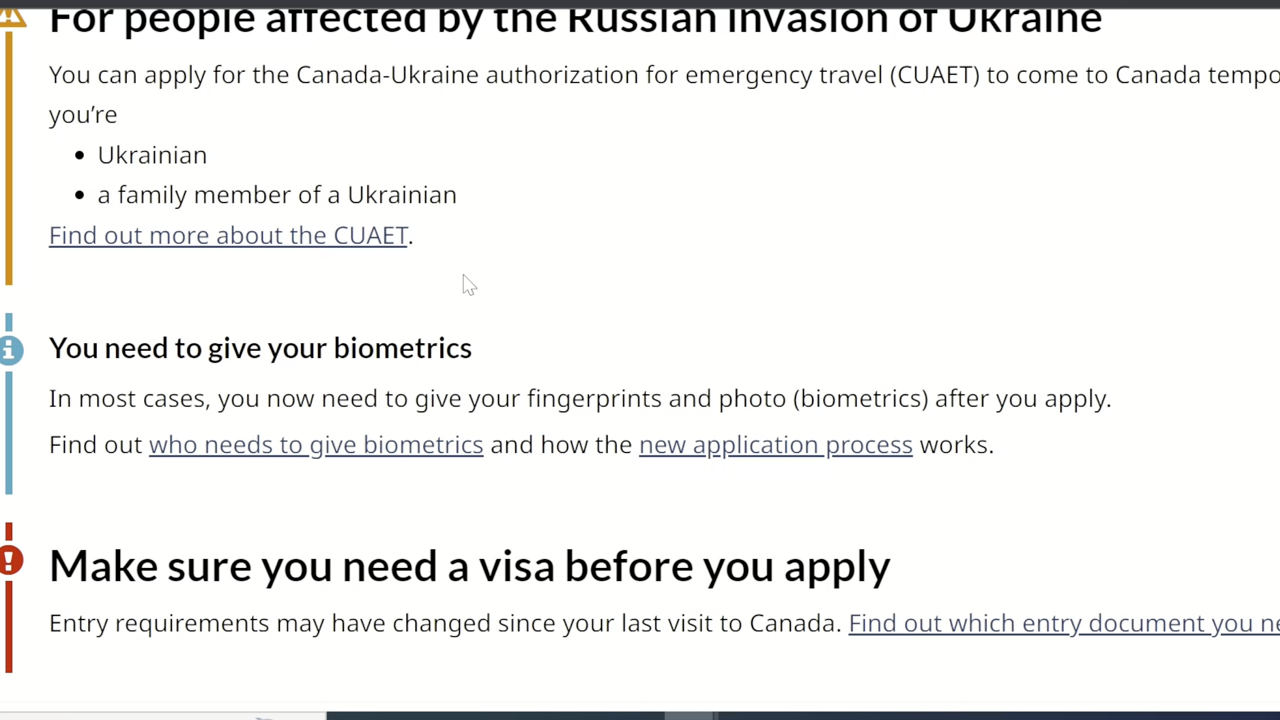 For people affected by the Russian invasion of Ukraine
You can apply for the Canada-Ukraine authorization for emergency travel (CUAET) to come to Canada tempo
you’re
• Ukrainian
• a family member of a Ukrainian
Find out more about the CUAET.
You need to give your biometrics
In most cases, you now need to give your fingerprints and photo (biometrics) after you apply.
Find out who needs to give biometrics and how the new application process works.
Make sure you need a visa before you apply
Entry requirements may have changed since your last visit to Canada. Find out which entry document you ne